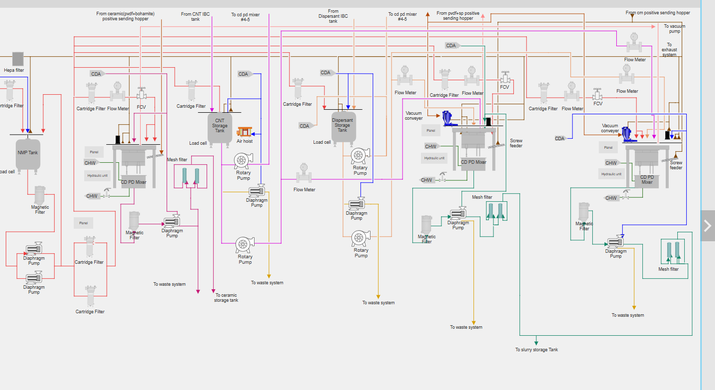 From ceramic(pvdf+bohamite)
positive sending hopper
From CNT IBC
tank
To cd pd mixer
#4-5
From
Dispersant IBC
tank
To cd pd mixer
#4-5
From pvdf+sp positive
sending hopper
From cm positive sending hopper
To vacuum
pump
To
exhaust
system
Hepa filter
CDA
CDA
CDA
CDA
Flow Meter
Cartridge Filter
Flow Meter
FCV
Cartridge Filter
Cartridge Filter
Flow Meter
Cartridge Filter
Flow Meter
FCV
Flow Meter
Cartridge Filter
Flow Meter
FCV
NMP Tank
Load cell
CNT
Storage
Tank
Load cell
Air hoist
CDA
Dispersant
Storage
Tank
Load cell
Vacuum
conveyer
Panel
CHW
Hydraulic unit
CHW
CD PD Mixer
Screw
feeder
CDA
Vacuum
conveyer
Panel
CHW
Hydraulic unit
CHW
CD PD
Mixer
Screw
feeder
Panel
CHW
Hydraulic unit
CHW
CD PD Mixer
Mesh filter
Rotary
Pump
Rotary
Pump
Flow Meter
Diaphragm
Pump
Diaphragm
Pump
Magnetic
Filter
Panel
Magnetic
Filter
Diaphragm
Pump
Rotary
Pump
Rotary
Pump
Magnetic
Filter
Diaphragm
Pump
Mesh filter
Magnetic
Filter
Diaphragm
Pump
Mesh filter
Diaphragm
Pump
Diaphragm
Pump
Cartridge Filter
Cartridge Filter
To waste system
To ceramic
storage tank
To waste system
To waste system
To waste system
To waste system
To slurry storage Tank